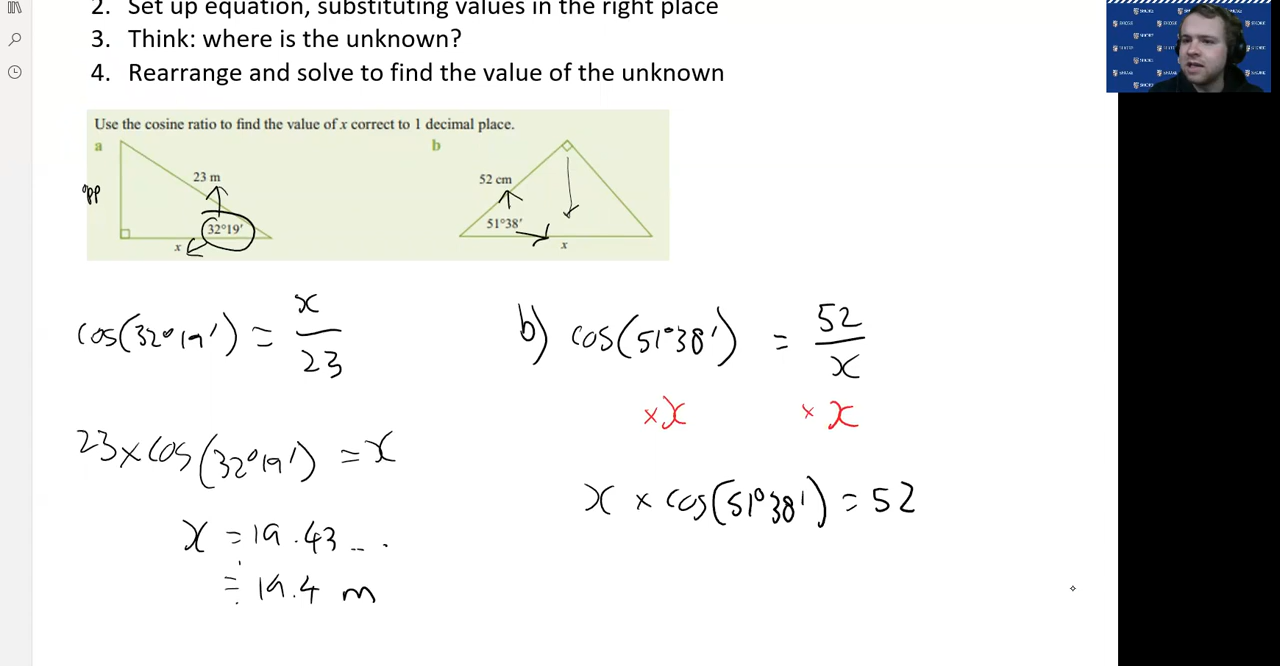 2. Set up equation, substituting values in the right place
3. Think: where is the unknown?
4. Rearrange and solve to find the value of the unknown
Use the cosine ratio to find the value of x correct to 1 decimal place.
a
23 m
opp
32°19'
x
b
52 cm
51°38'
x
cos(32°19') = x/23
23 × cos(32°19') = x
x = 19.43 ...
≑ 19.4 m
b) cos(51°38') = 52/x
×x ×x
x × cos(51°38') = 52